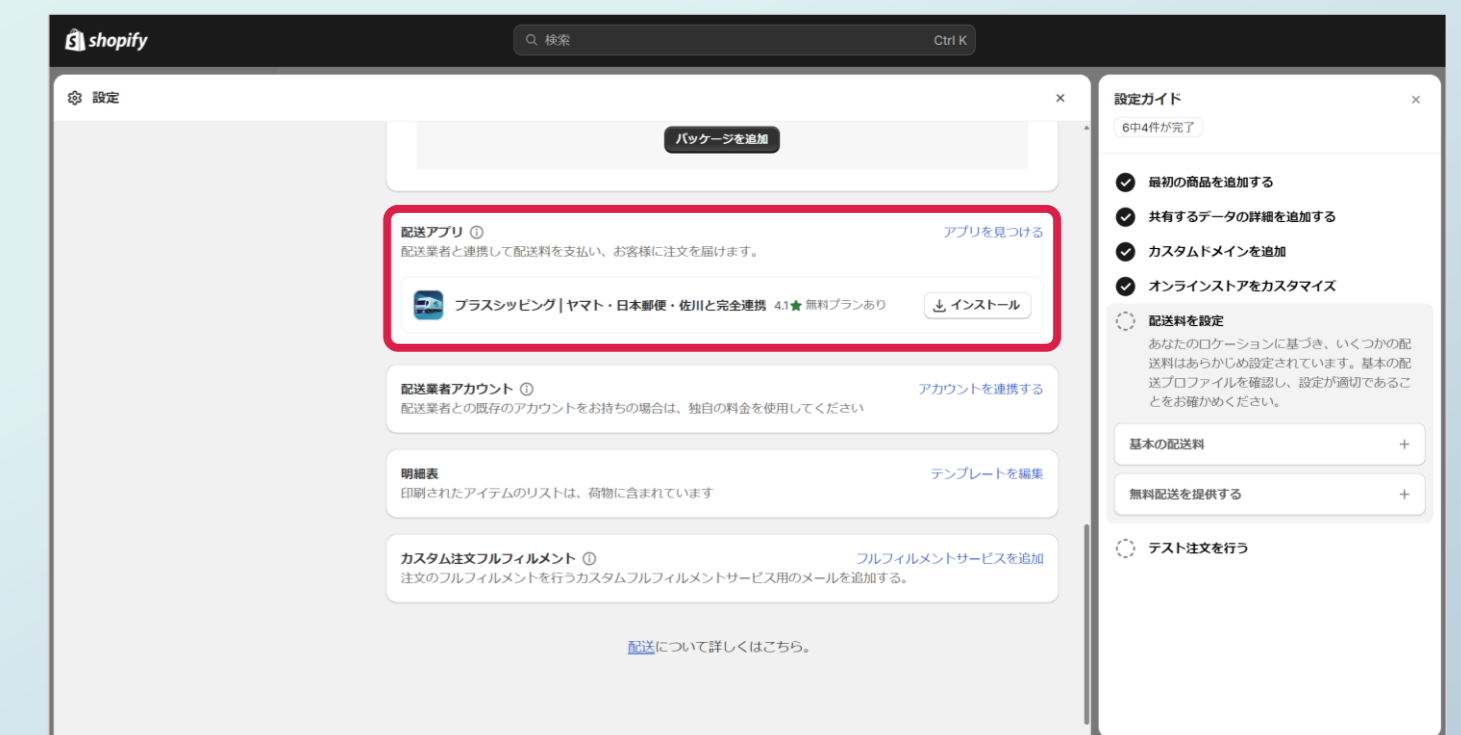 shopify
検索
Ctrl K
設定
パッケージを追加
配送アプリ
アプリを見つける
配送業者と連携して配送料を支払い、お客様に注文を届けます。
プラスシッピング | ヤマト・日本郵便・佐川と完全連携 4.1★ 無料プランあり
インストール
配送業者アカウント
アカウントを連携する
配送業者との既存のアカウントをお持ちの場合は、独自の料金を使用してください
明細表
テンプレートを編集
印刷されたアイテムのリストは、荷物に含まれています
カスタム注文フルフィルメント
フルフィルメントサービスを追加
注文のフルフィルメントを行うカスタムフルフィルメントサービス用のメールを追加する。
配送について詳しくはこちら。
設定ガイド
6中4件が完了
最初の商品を追加する
共有するデータの詳細を追加する
カスタムドメインを追加
オンラインストアをカスタマイズ
配送料を設定
あなたのロケーションに基づき、いくつかの配
送料はあらかじめ設定されています。基本の配
送プロファイルを確認し、設定が適切であるこ
とをお確かめください。
基本の配送料
無料配送を提供する
テスト注文を行う